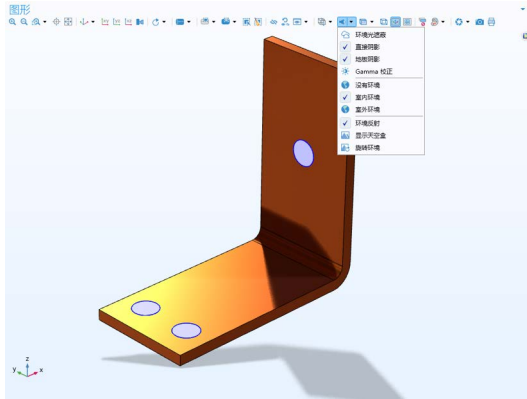 图形
环境光遮蔽
直接阴影
地板阴影
Gamma 校正
没有环境
室内环境
室外环境
环境反射
显示天空盒
旋转环境
z
y
x